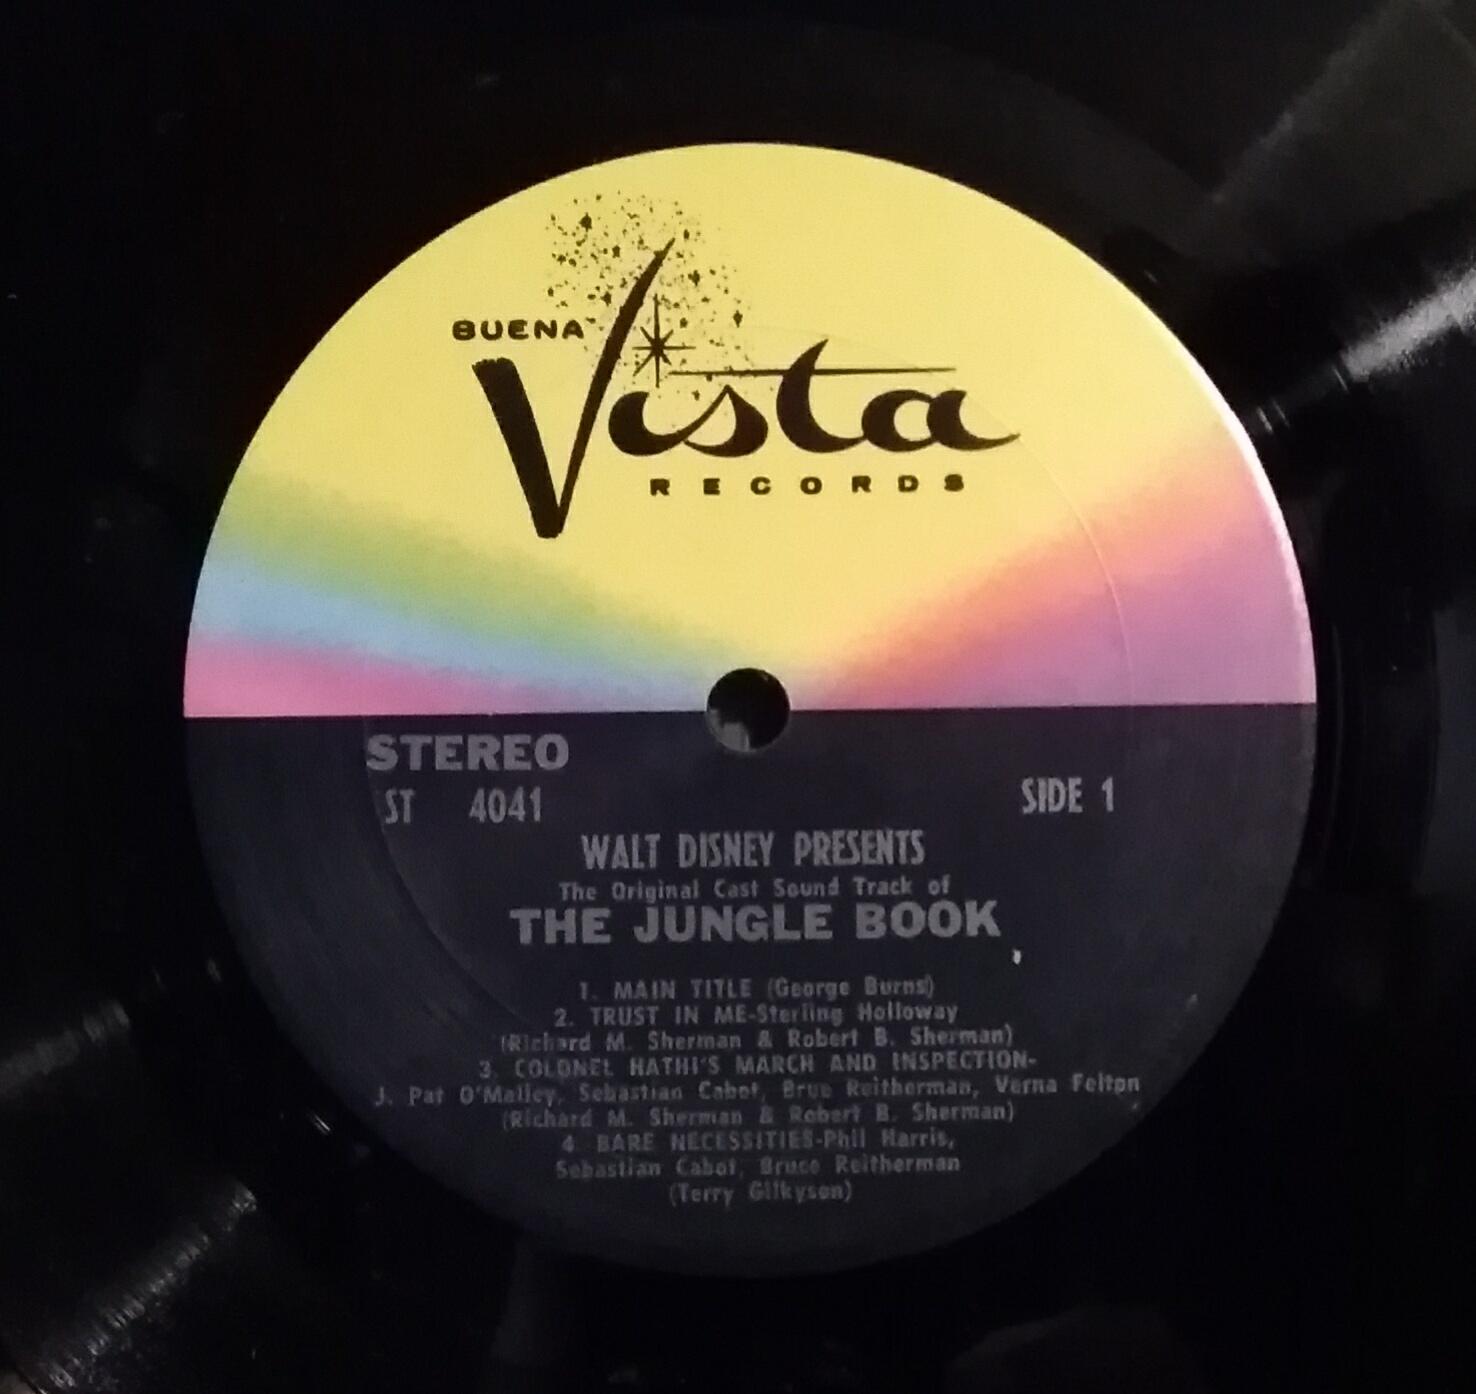 BUENA
Vista
RECORDS
STEREO
ST 4041
SIDE 1
WALT DISNEY PRESENTS
The Original Cast Sound Track of
THE JUNGLE BOOK
1. MAIN TITLE (George Burns)
2. TRUST IN ME-Sterling Holloway
(Richard M. Sherman & Robert B. Sherman)
3. COLONEL HATHI'S MARCH AND INSPECTION-
J. Pat O'Malley, Sebastian Cabot, Bruc Reitherman, Verna Felton
(Richard M. Sherman & Robert B. Sherman)
4. BARE NECESSITIES-Phil Harris,
Sebastian Cabot, Bruce Reitherman
(Terry Gilkyson)